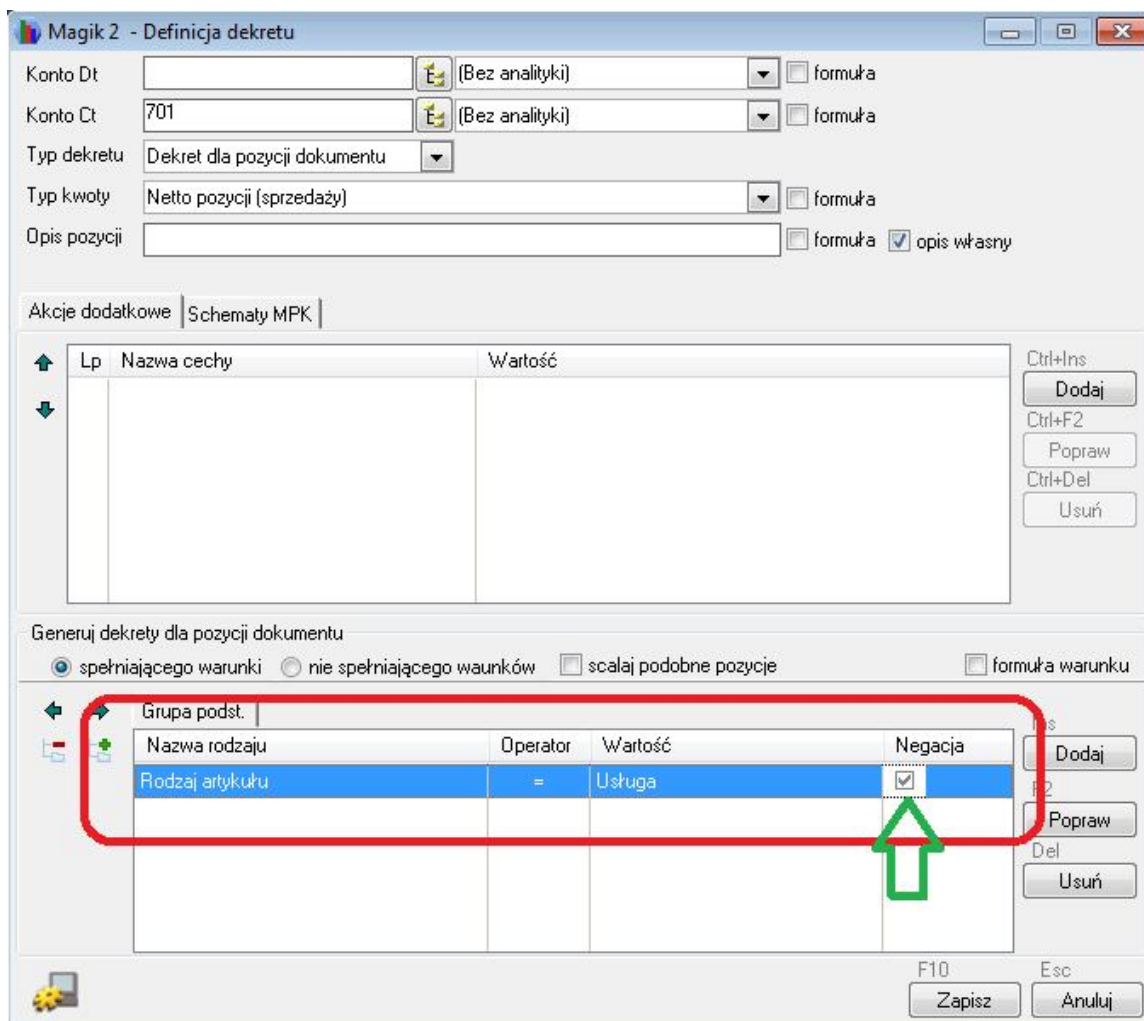 Magik 2 - Definicja dekretu
Konto Dt (Bez analityki) formuła
Konto Ct 701 (Bez analityki) formuła
Typ dekretu Dekret dla pozycji dokumentu
Typ kwoty Netto pozycji (sprzedaży) formuła
Opis pozycji formuła opis własny
Akcje dodatkowe Schematy MPK
Lp Nazwa cechy Wartość
Ctrl+Ins
Dodaj
Ctrl+F2
Popraw
Ctrl+Del
Usuń
Generuj dekrety dla pozycji dokumentu
spełniającego warunki nie spełniającego waunków scalaj podobne pozycje formuła warunku
Grupa podst.
Nazwa rodzaju Operator Wartość Negacja
Rodzaj artykułu = Usługa
Dodaj
Popraw
Del
Usuń
F10 Esc
Zapisz Anuluj